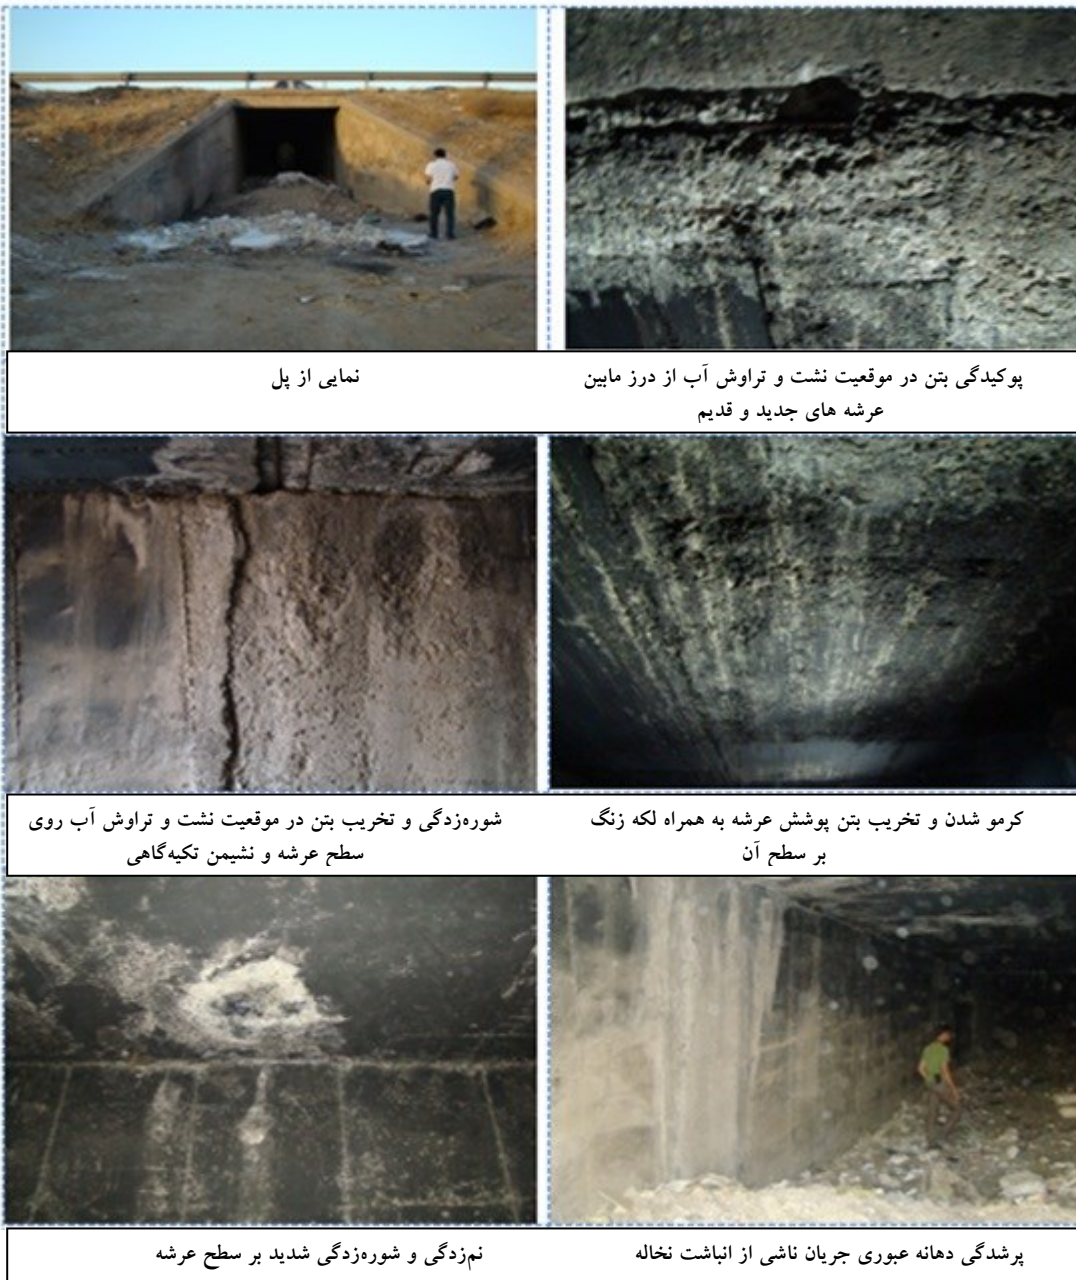 پوکیدگی بتن در موقعیت نشت و تراوش آب از درز مابین
عرشه های جدید و قدیم
نمایی از پل
کرمو شدن و تخریب بتن پوشش عرشه به همراه لکه زنگ
بر سطح آن
شوره‌زدگی و تخریب بتن در موقعیت نشت و تراوش آب روی
سطح عرشه و نشیمن تکیه‌گاهی
پرشدگی دهانه عبوری جریان ناشی از انباشت نخاله
نم‌زدگی و شوره‌زدگی شدید بر سطح عرشه